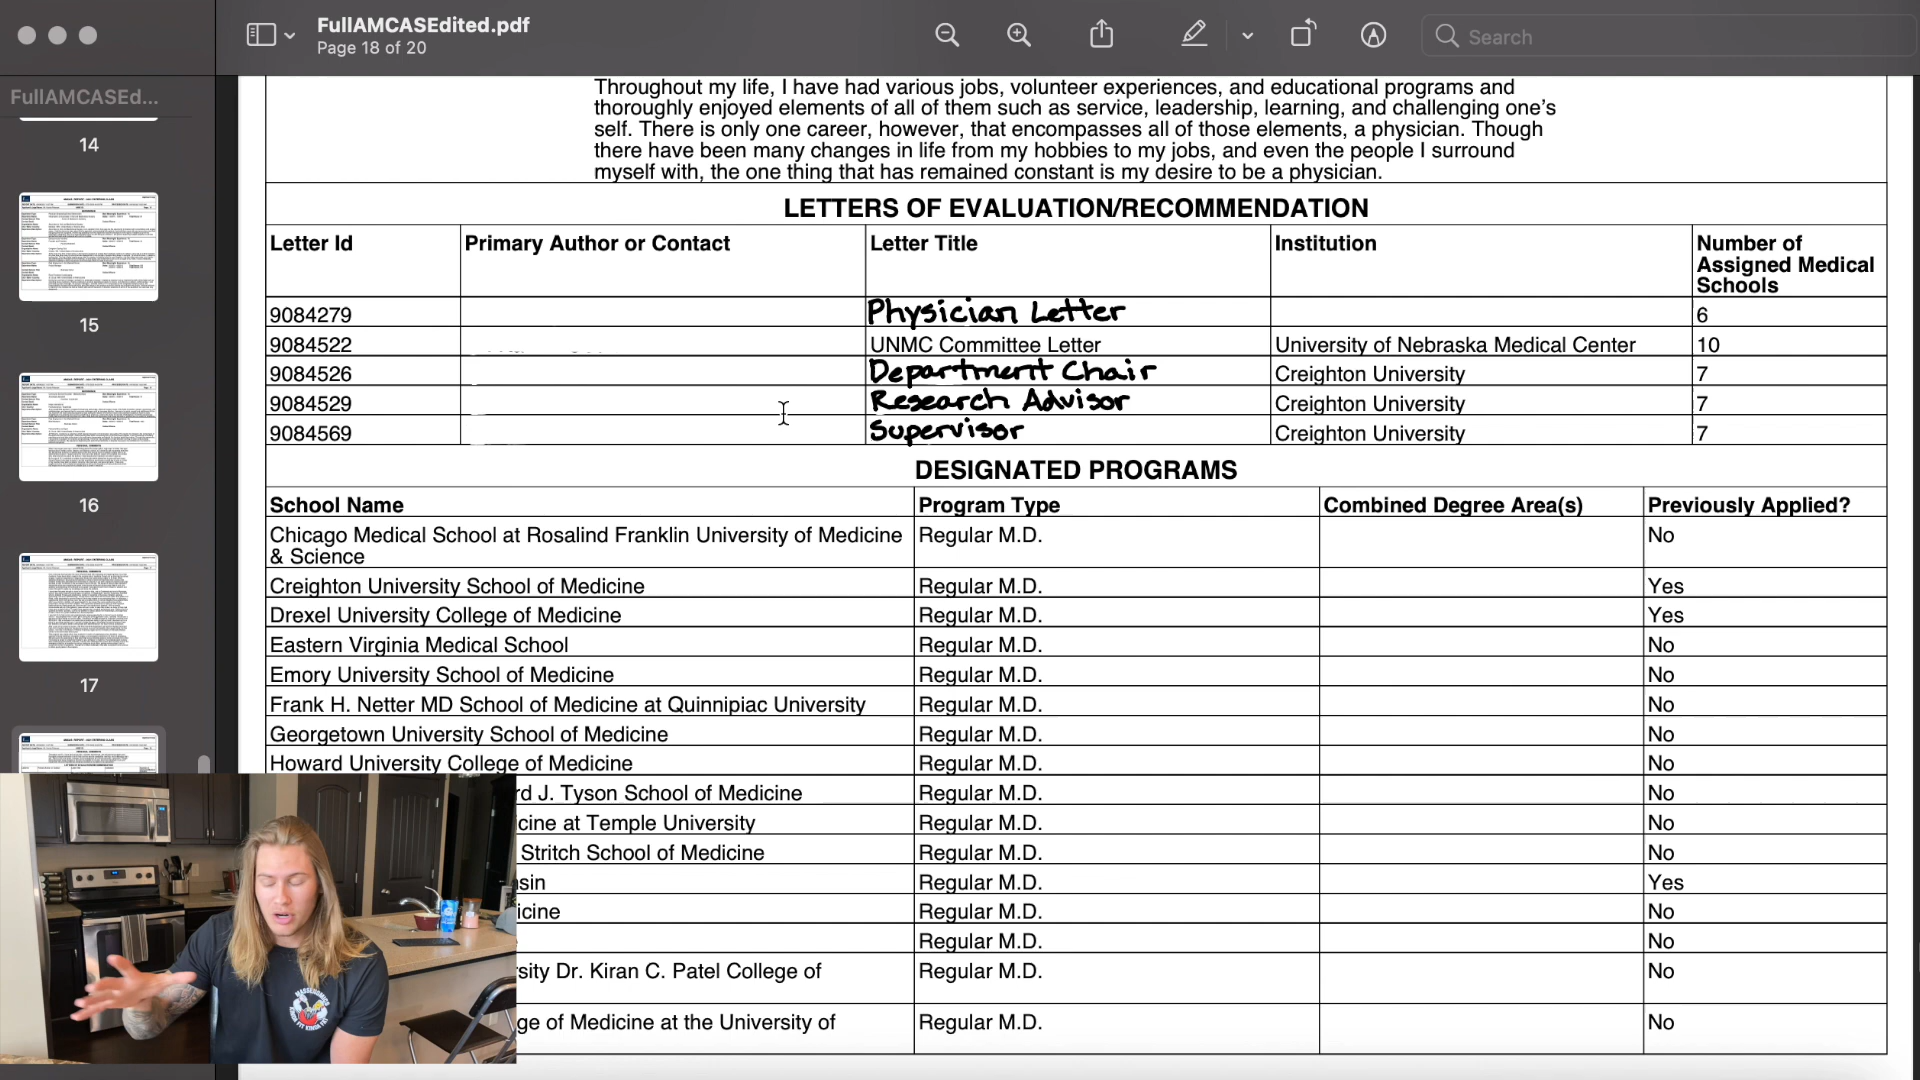 FullAMCASEdited.pdf
Page 18 of 20
Search
FullAMCASEd...
14
15
16
17
Throughout my life, I have had various jobs, volunteer experiences, and educational programs and
thoroughly enjoyed elements of all of them such as service, leadership, learning, and challenging one's
self. There is only one career, however, that encompasses all of those elements, a physician. Though
there have been many changes in life from my hobbies to my jobs, and even the people I surround
myself with, the one thing that has remained constant is my desire to be a physician.
LETTERS OF EVALUATION/RECOMMENDATION
Letter Id Primary Author or Contact Letter Title Institution Number of Assigned Medical Schools
9084279 Physician Letter 6
9084522 UNMC Committee Letter University of Nebraska Medical Center 10
9084526 Department Chair Creighton University 7
9084529 Research Advisor Creighton University 7
9084569 Supervisor Creighton University 7
DESIGNATED PROGRAMS
School Name Program Type Combined Degree Area(s) Previously Applied?
Chicago Medical School at Rosalind Franklin University of Medicine Regular M.D. No
& Science
Creighton University School of Medicine Regular M.D. Yes
Drexel University College of Medicine Regular M.D. Yes
Eastern Virginia Medical School Regular M.D. No
Emory University School of Medicine Regular M.D. No
Frank H. Netter MD School of Medicine at Quinnipiac University Regular M.D. No
Georgetown University School of Medicine Regular M.D. No
Howard University College of Medicine Regular M.D. No
rd J. Tyson School of Medicine Regular M.D. No
icine at Temple University Regular M.D. No
Stritch School of Medicine Regular M.D. No
sin Regular M.D. Yes
icine Regular M.D. No
Regular M.D. No
sity Dr. Kiran C. Patel College of Regular M.D. No
ge of Medicine at the University of Regular M.D. No